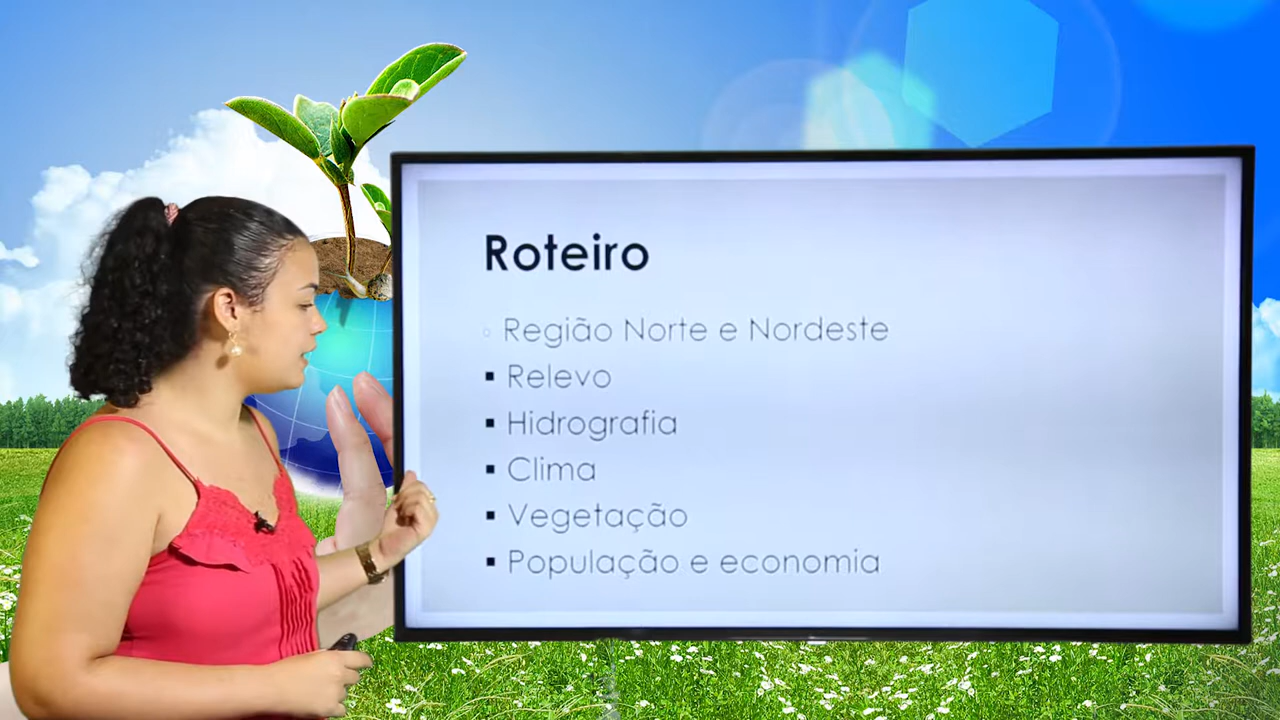 Roteiro
Região Norte e Nordeste
Relevo
Hidrografia
Clima
Vegetação
População e economia